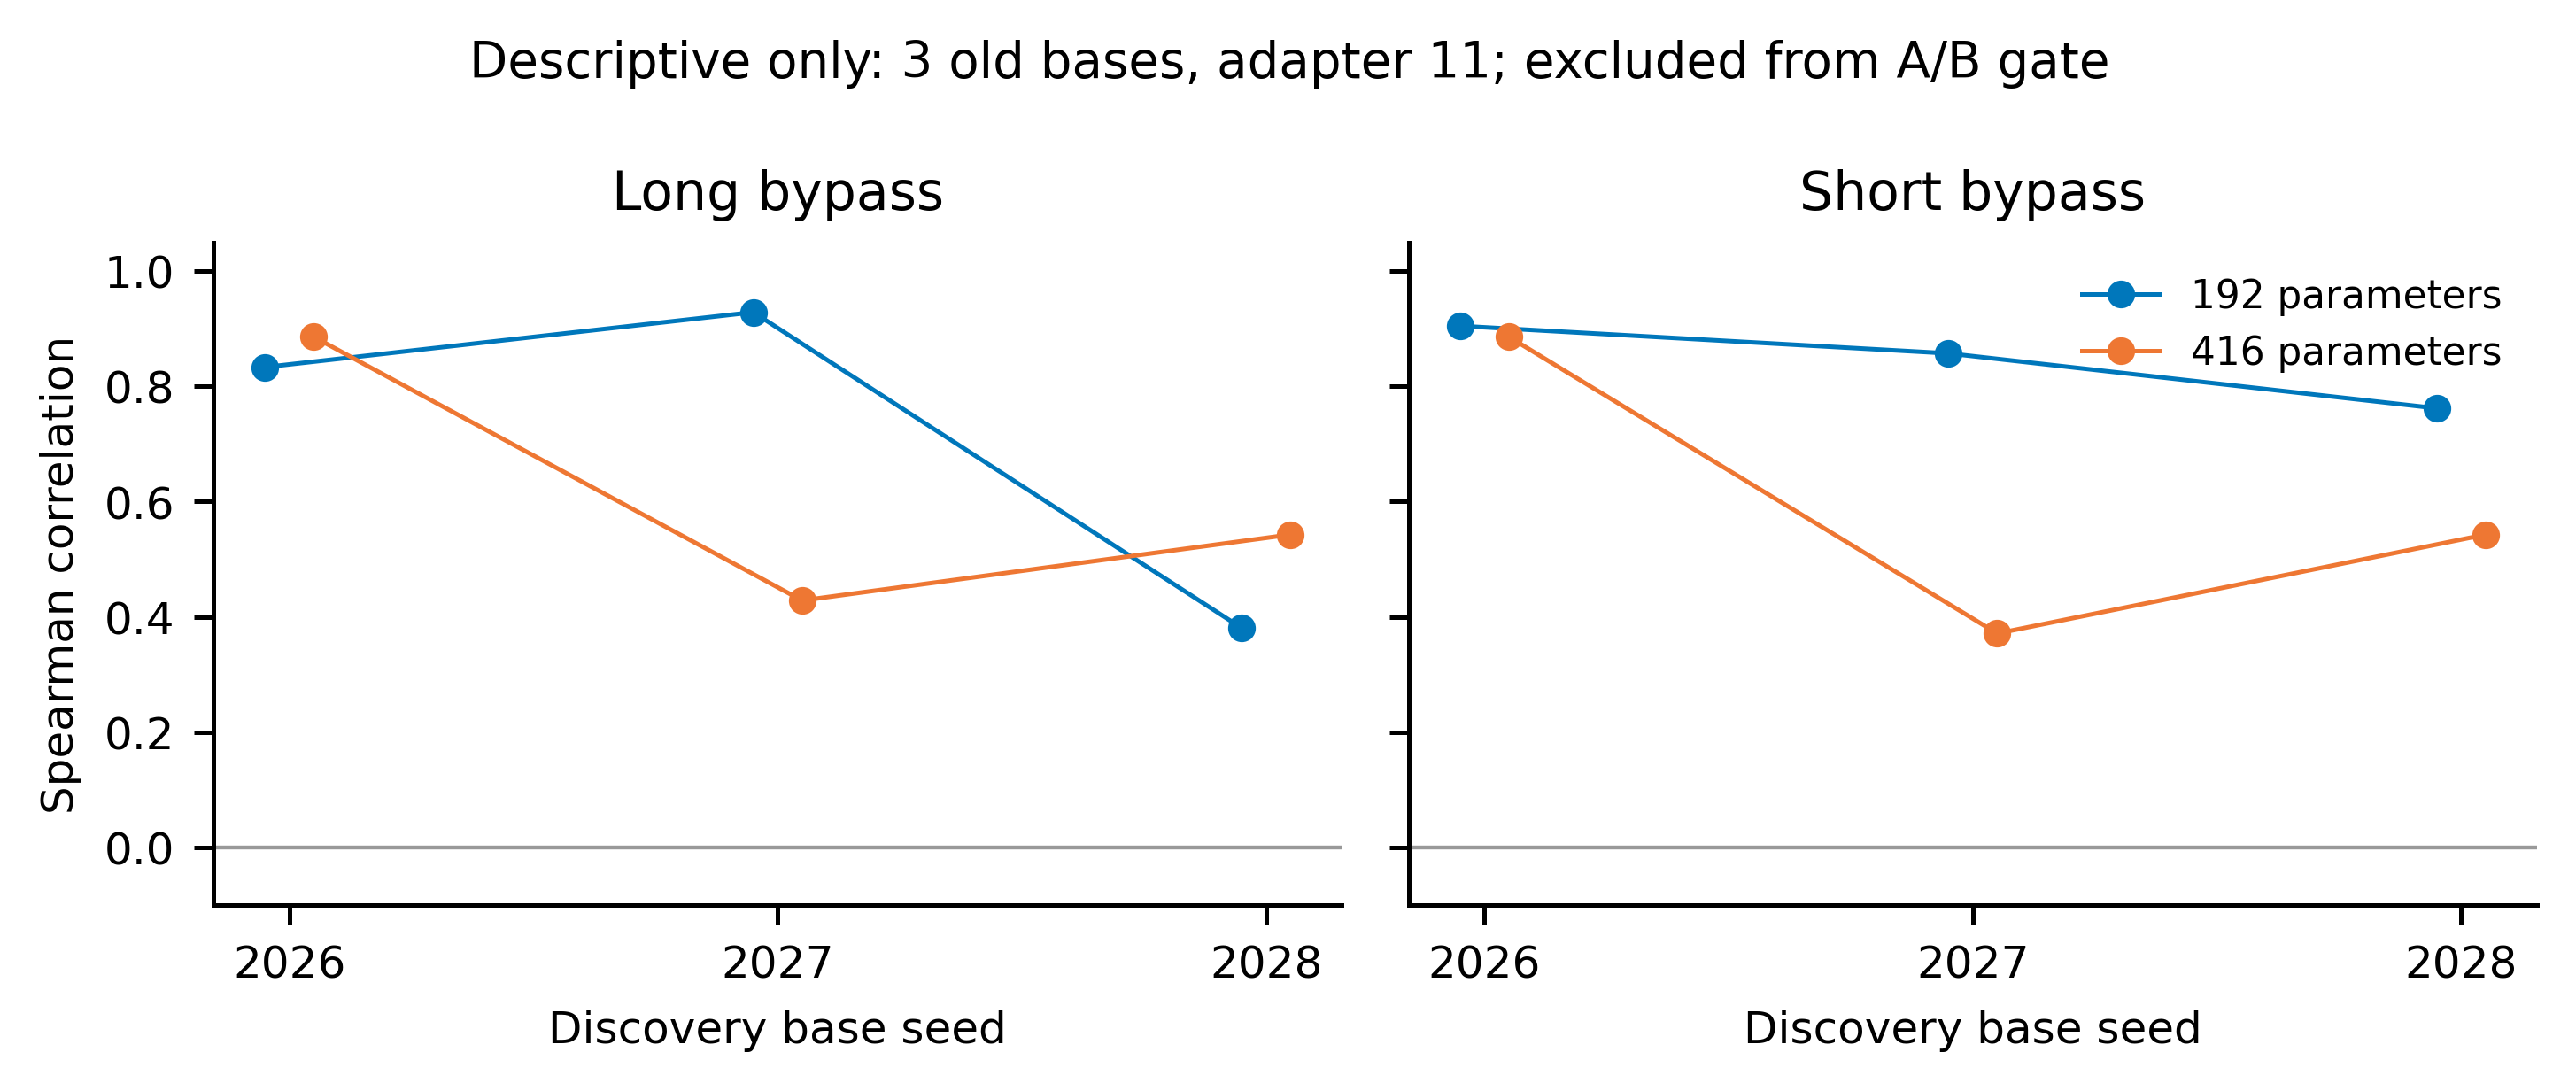 Descriptive only: 3 old bases, adapter 11; excluded from A/B gate
Long bypass
Spearman correlation
1.0
0.8
0.6
0.4
0.2
0.0
2026 2027 2028
Discovery base seed
Short bypass
192 parameters
416 parameters
2026 2027 2028
Discovery base seed